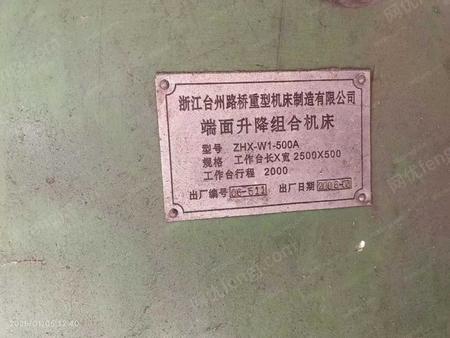 浙江台州路桥重型机床制造有限公司
端面升降组合机床
型号 ZHX-W1-500A
规格 工作台长X宽 2500X500
工作台行程 2000
出厂编号 06-511 出厂日期